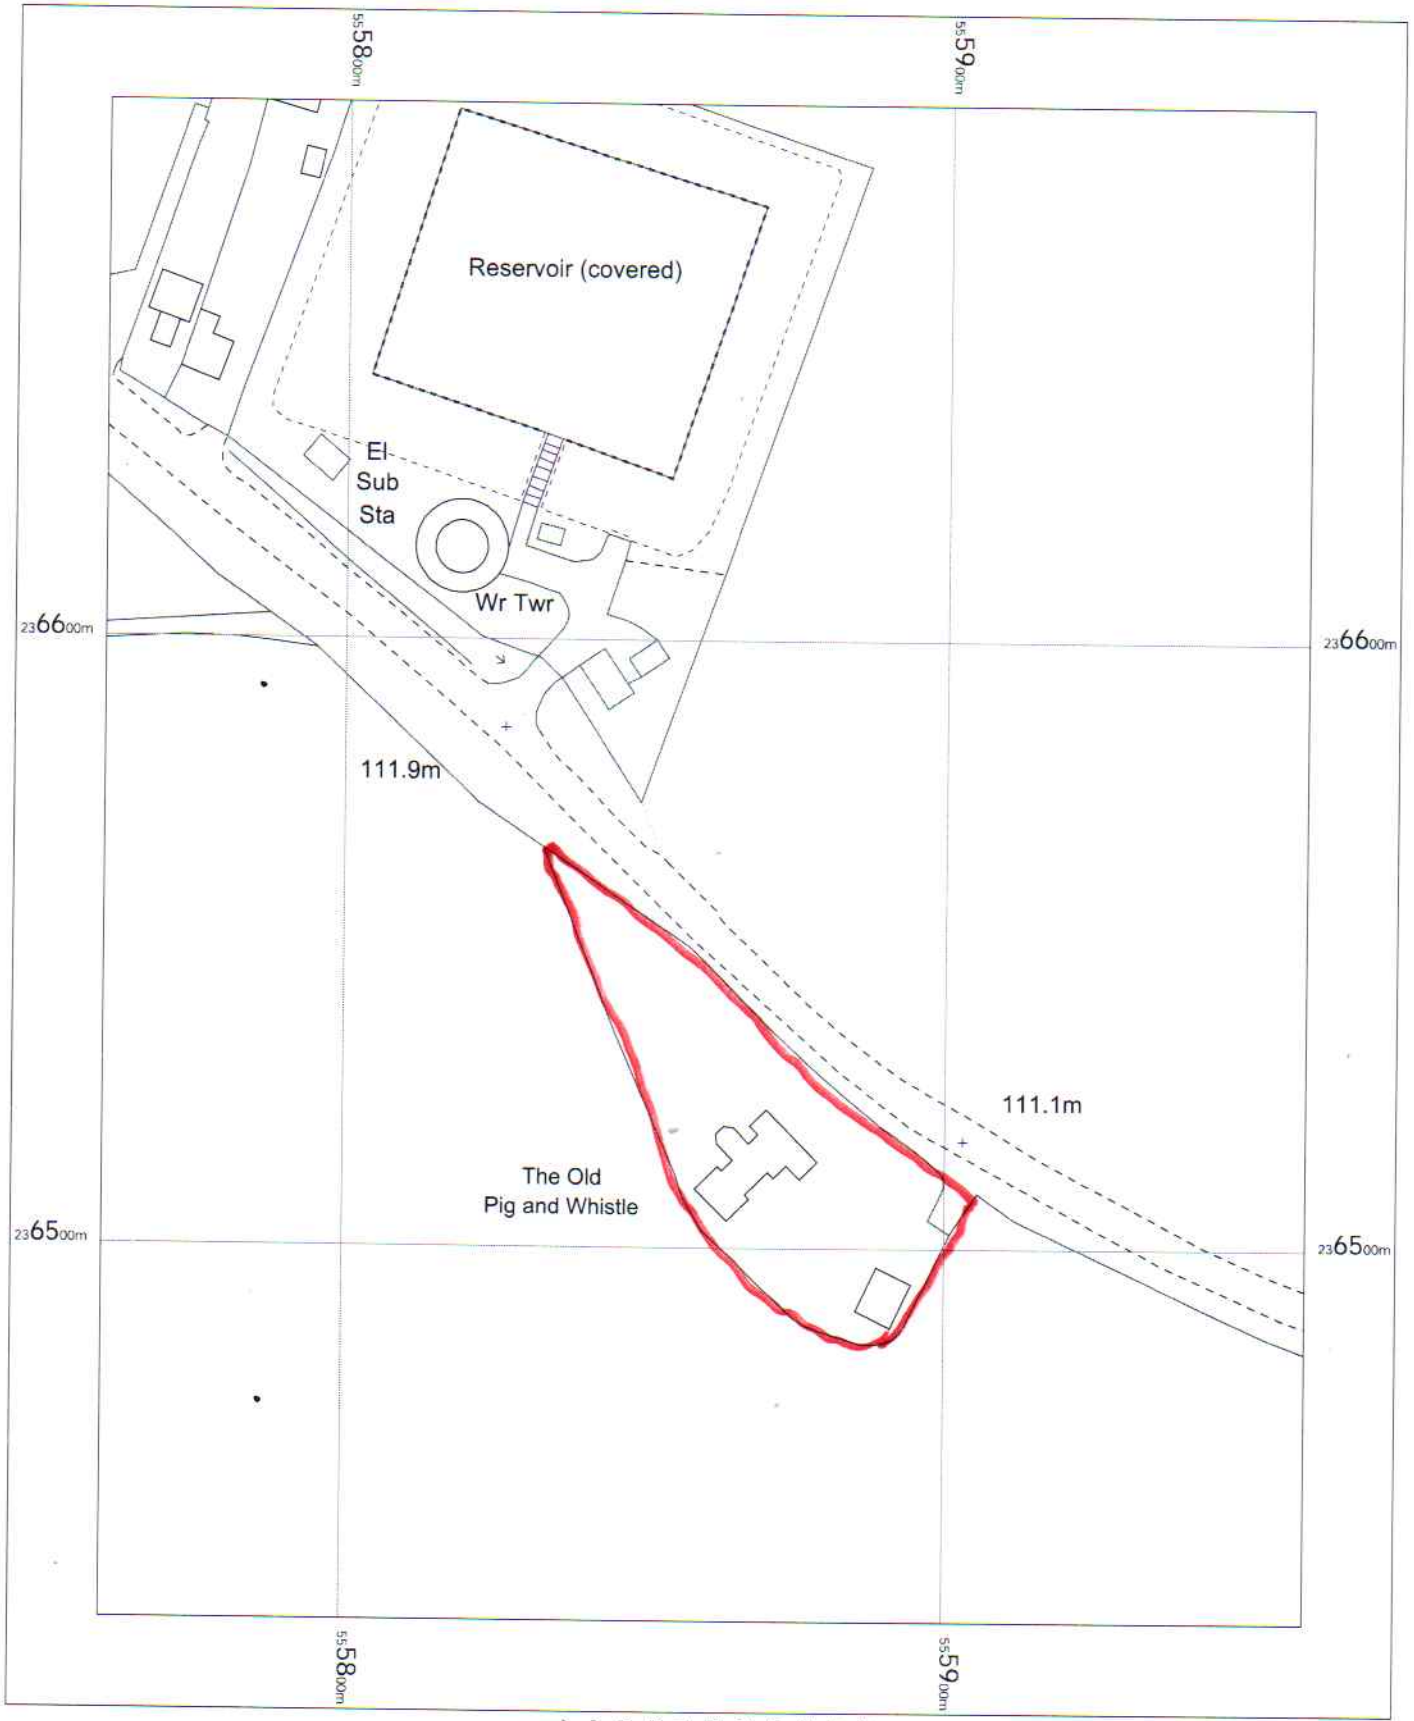 555800m
555900m
Reservoir (covered)
El
Sub
Sta
Wr Twr
236600m
236600m
111.9m
111.1m
The Old
Pig and Whistle
236500m
236500m
555800m
555900m